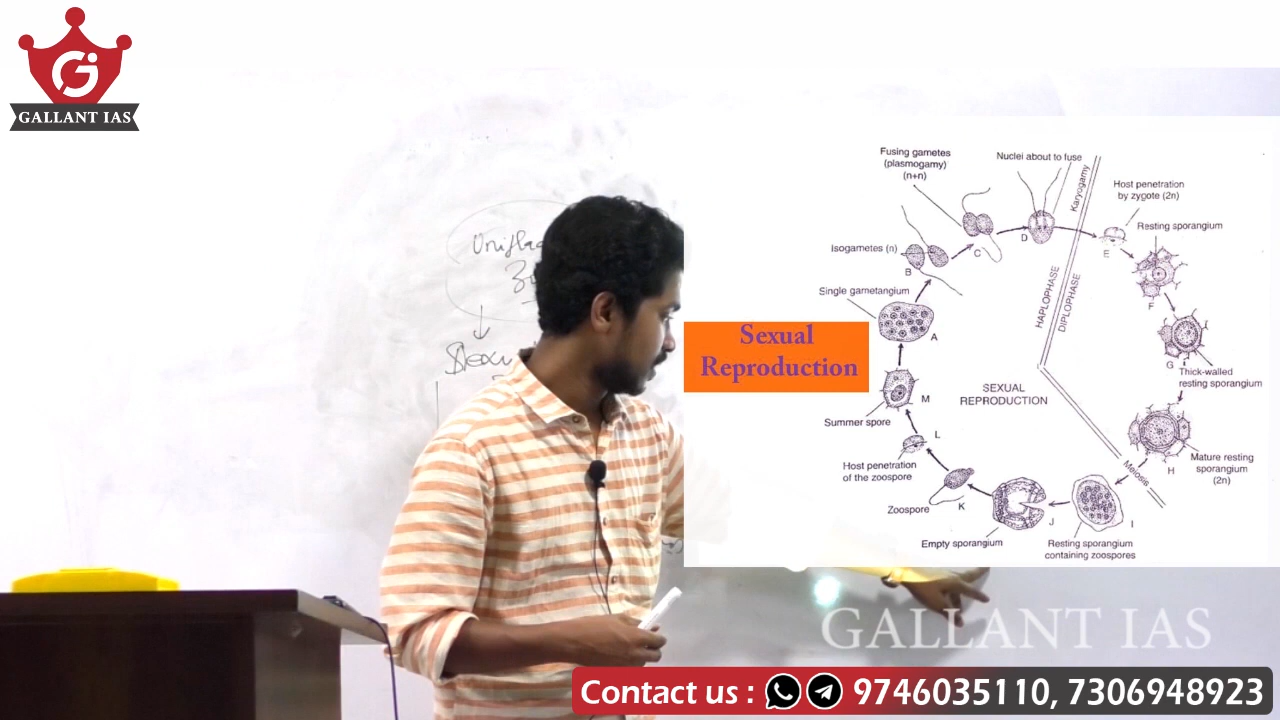 GALLANT IAS
Fusing gametes
(plasmogamy)
(n+n)
Nuclei about to fuse
Karyogamy
Host penetration
by zygote (2n)
Resting sporangium
D
C
E
Isogametes (n)
B
F
Single gametangium
HAPLOPHASE
DIPLOPHASE
A
Sexual
Reproduction
G
Thick-walled
resting sporangium
SEXUAL
REPRODUCTION
M
Summer spore
L
Host penetration
of the zoospore
Meiosis
H
Mature resting
sporangium
(2n)
Zoospore
K
J
I
Empty sporangium
Resting sporangium
containing zoospores
GALLANT IAS
Contact us : 9746035110, 7306948923